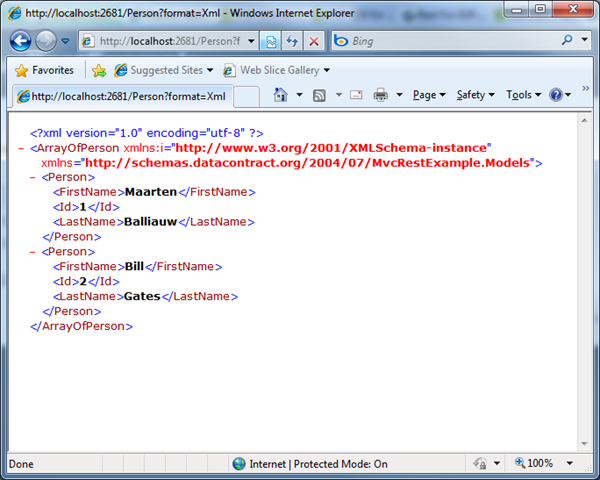 http://localhost:2681/Person?format=Xml - Windows Internet Explorer
http://localhost:2681/Person?f
Bing
Favorites Suggested Sites Web Slice Gallery
http://localhost:2681/Person?format=Xml Page Safety Tools
<?xml version="1.0" encoding="utf-8" ?>
- <ArrayOfPerson xmlns:i="http://www.w3.org/2001/XMLSchema-instance"
xmlns="http://schemas.datacontract.org/2004/07/MvcRestExample.Models">
- <Person>
<FirstName>Maarten</FirstName>
<Id>1</Id>
<LastName>Balliauw</LastName>
</Person>
- <Person>
<FirstName>Bill</FirstName>
<Id>2</Id>
<LastName>Gates</LastName>
</Person>
</ArrayOfPerson>
Done Internet | Protected Mode: On 100%